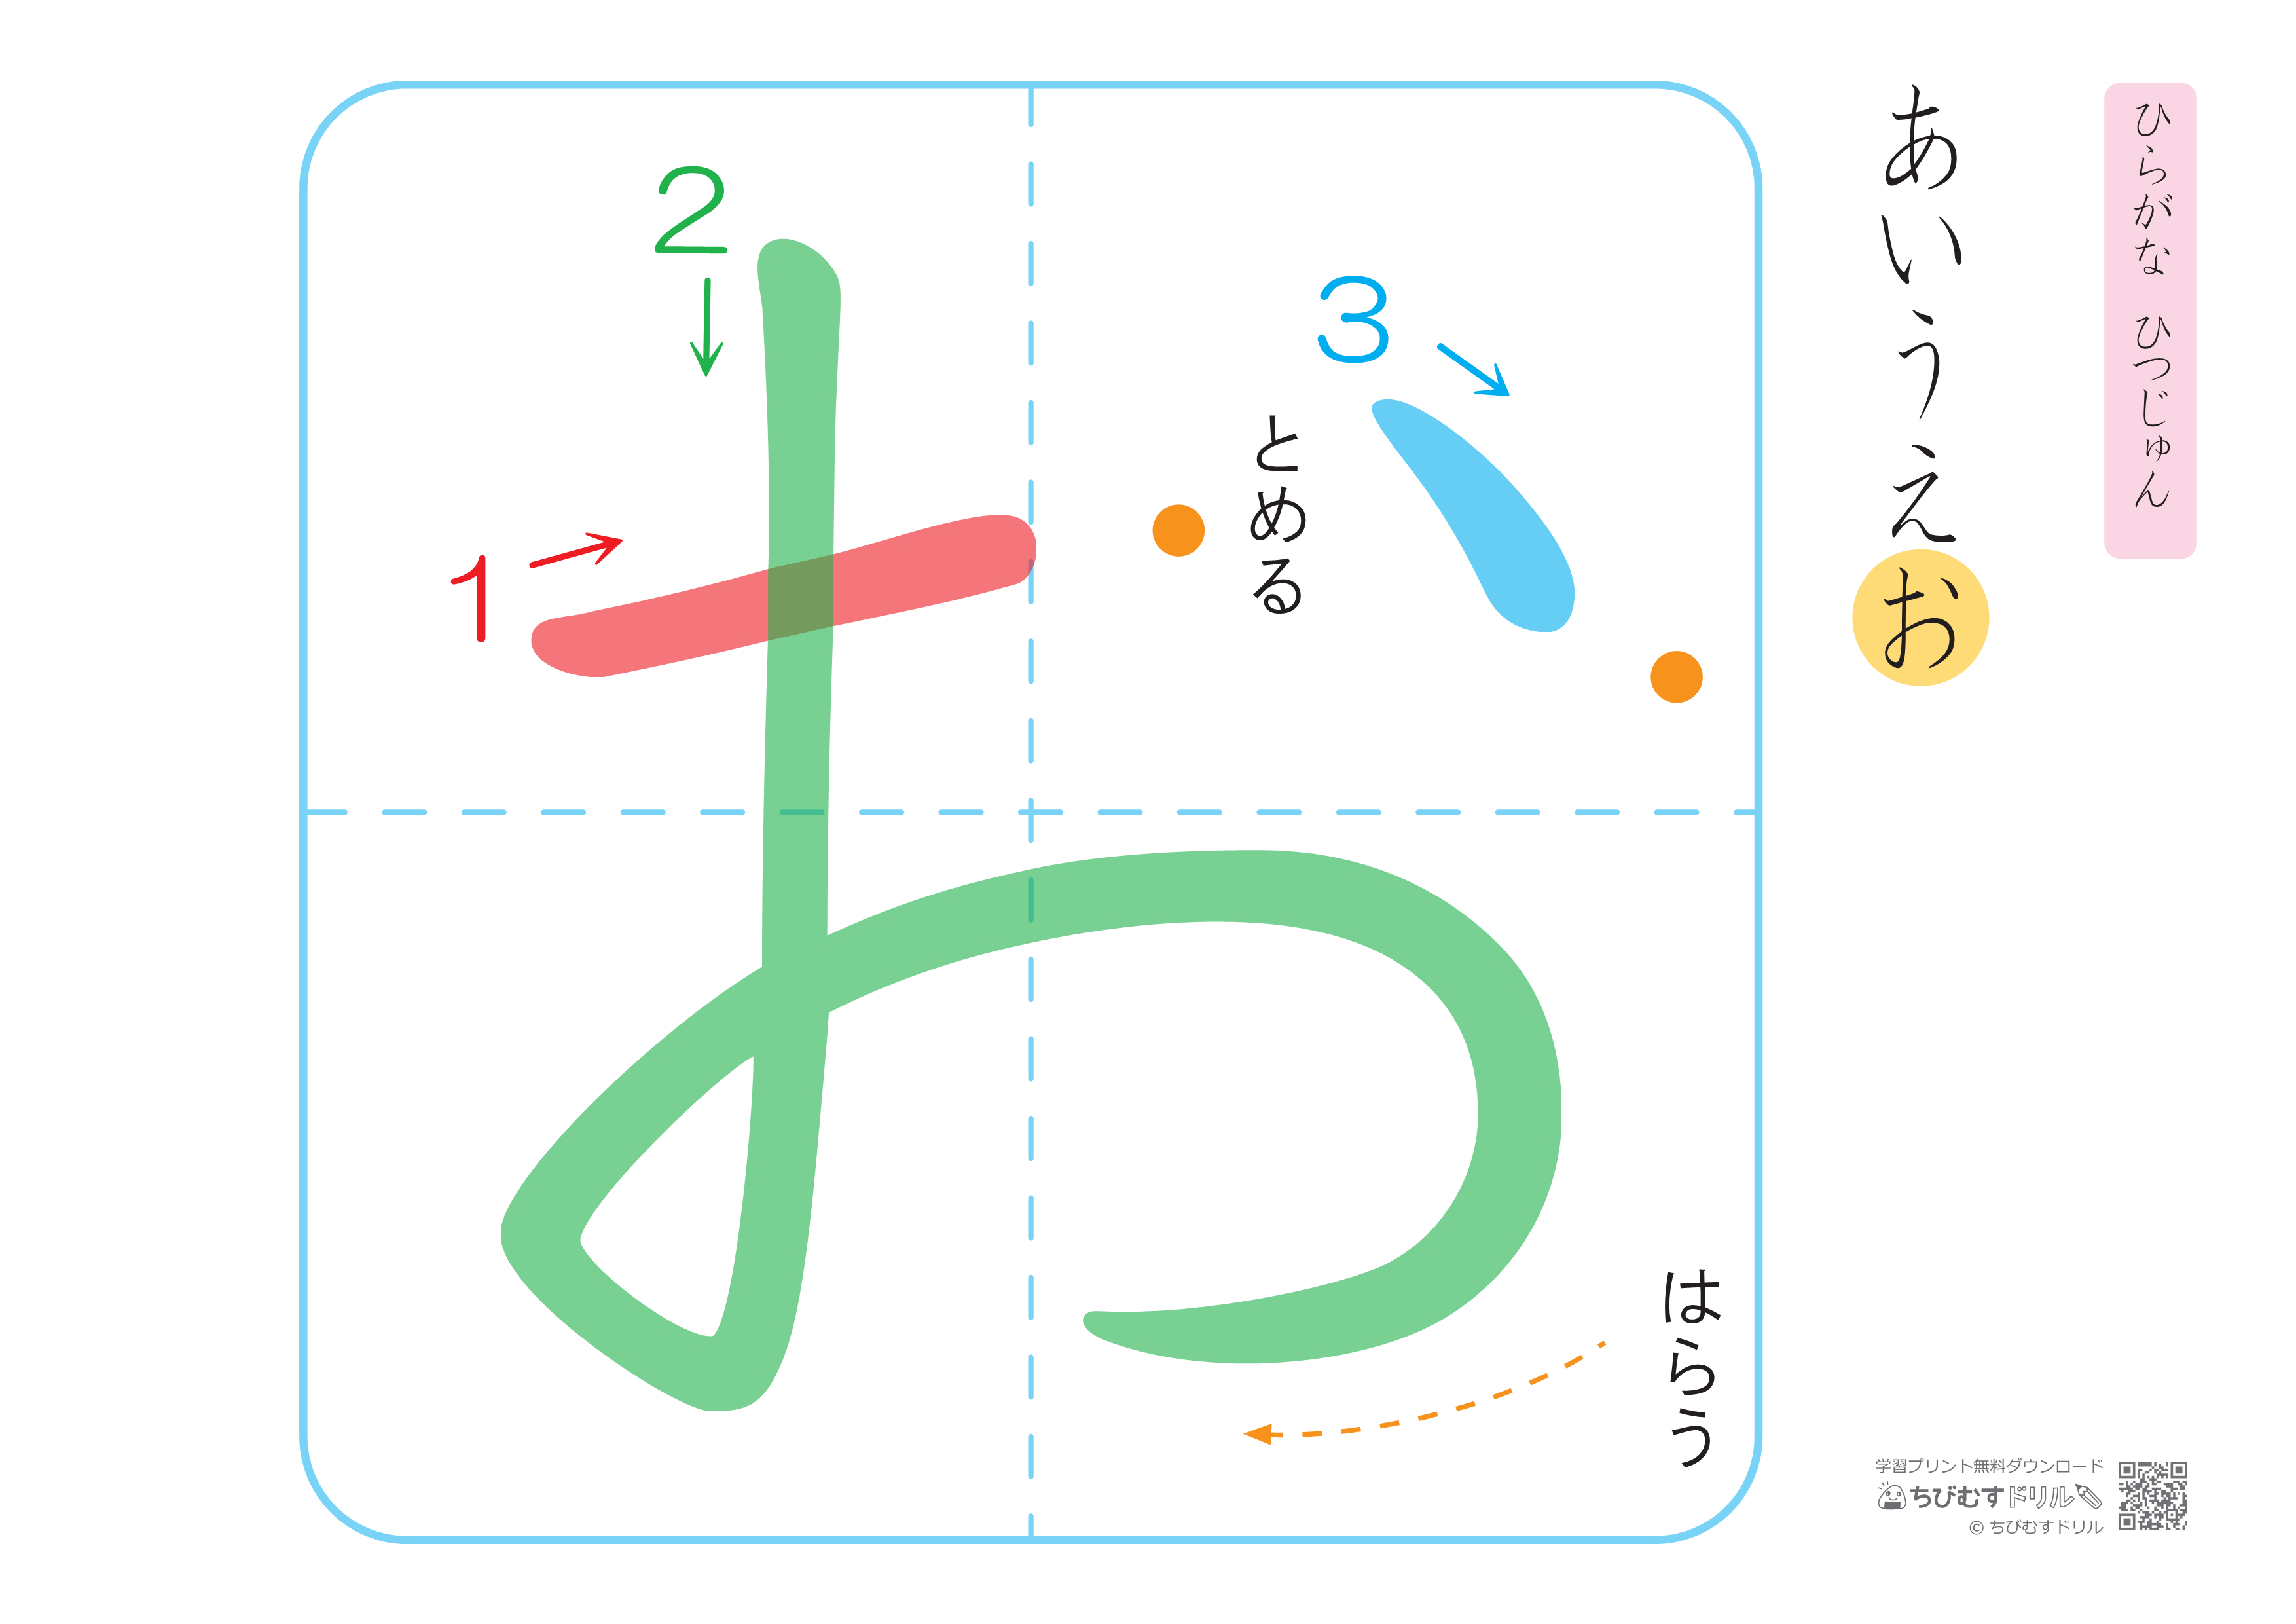 ひらがな ひつじゅん
あいうえお
1
2
3
お
とめる
はらう
学習プリント無料ダウンロード
ちびむすドリル
© ちびむすドリル